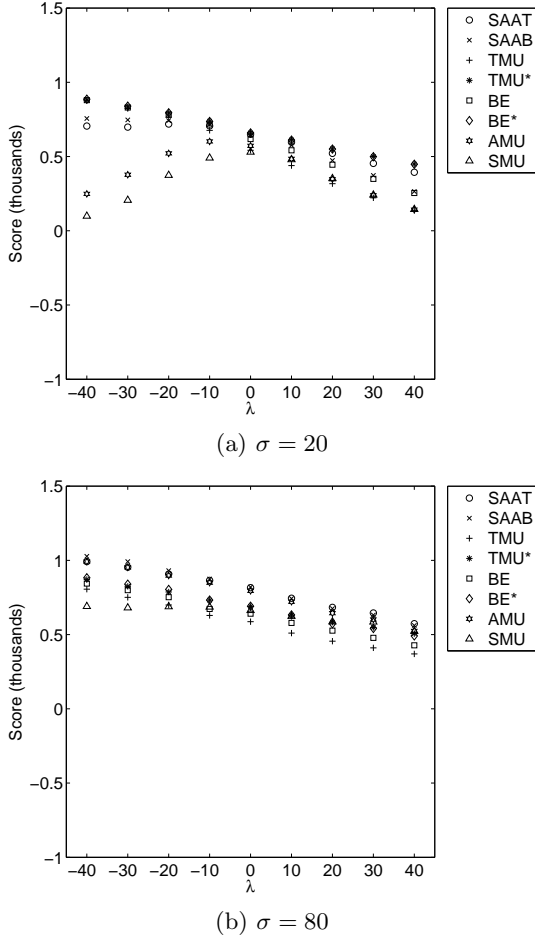 1.5
1
0.5
0
−0.5
−1
Score (thousands)
−40 −30 −20 −10 0 10 20 30 40
λ
SAAT
SAAB
TMU
TMU*
BE
BE*
AMU
SMU
(a) σ = 20
1.5
1
0.5
0
−0.5
−1
Score (thousands)
−40 −30 −20 −10 0 10 20 30 40
λ
SAAT
SAAB
TMU
TMU*
BE
BE*
AMU
SMU
(b) σ = 80